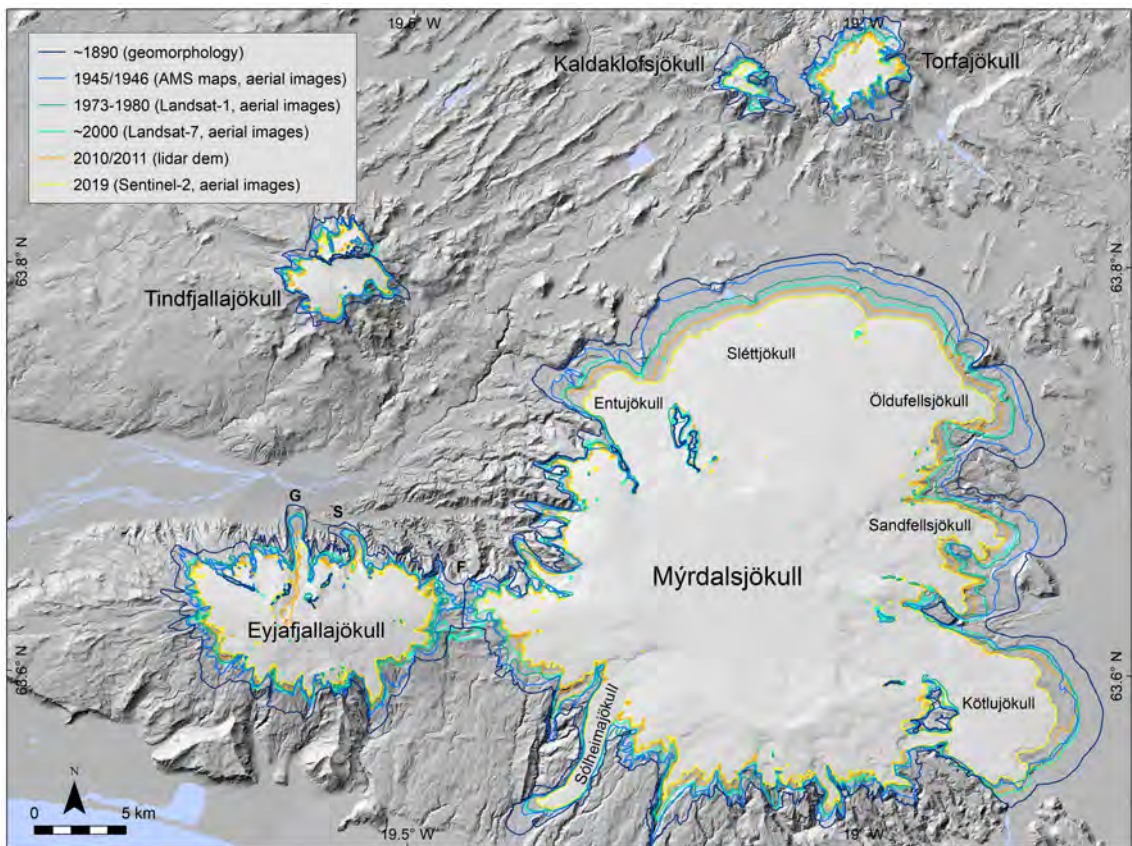 19.5° W
19° W
~1890 (geomorphology)
1945/1946 (AMS maps, aerial images)
1973-1980 (Landsat-1, aerial images)
~2000 (Landsat-7, aerial images)
2010/2011 (lidar dem)
2019 (Sentinel-2, aerial images)
Kaldaklofsjökull
Torfajökull
63.8° N
63.8° N
Tindfjallajökull
Sléttjökull
Entujökull
Öldufellsjökull
G
S
Sandfellsjökull
F
Mýrdalsjökull
Eyjafjallajökull
63.6° N
63.6° N
Kötlujökull
Sólheimajökull
N
0
5 km
19.5° W
19° W